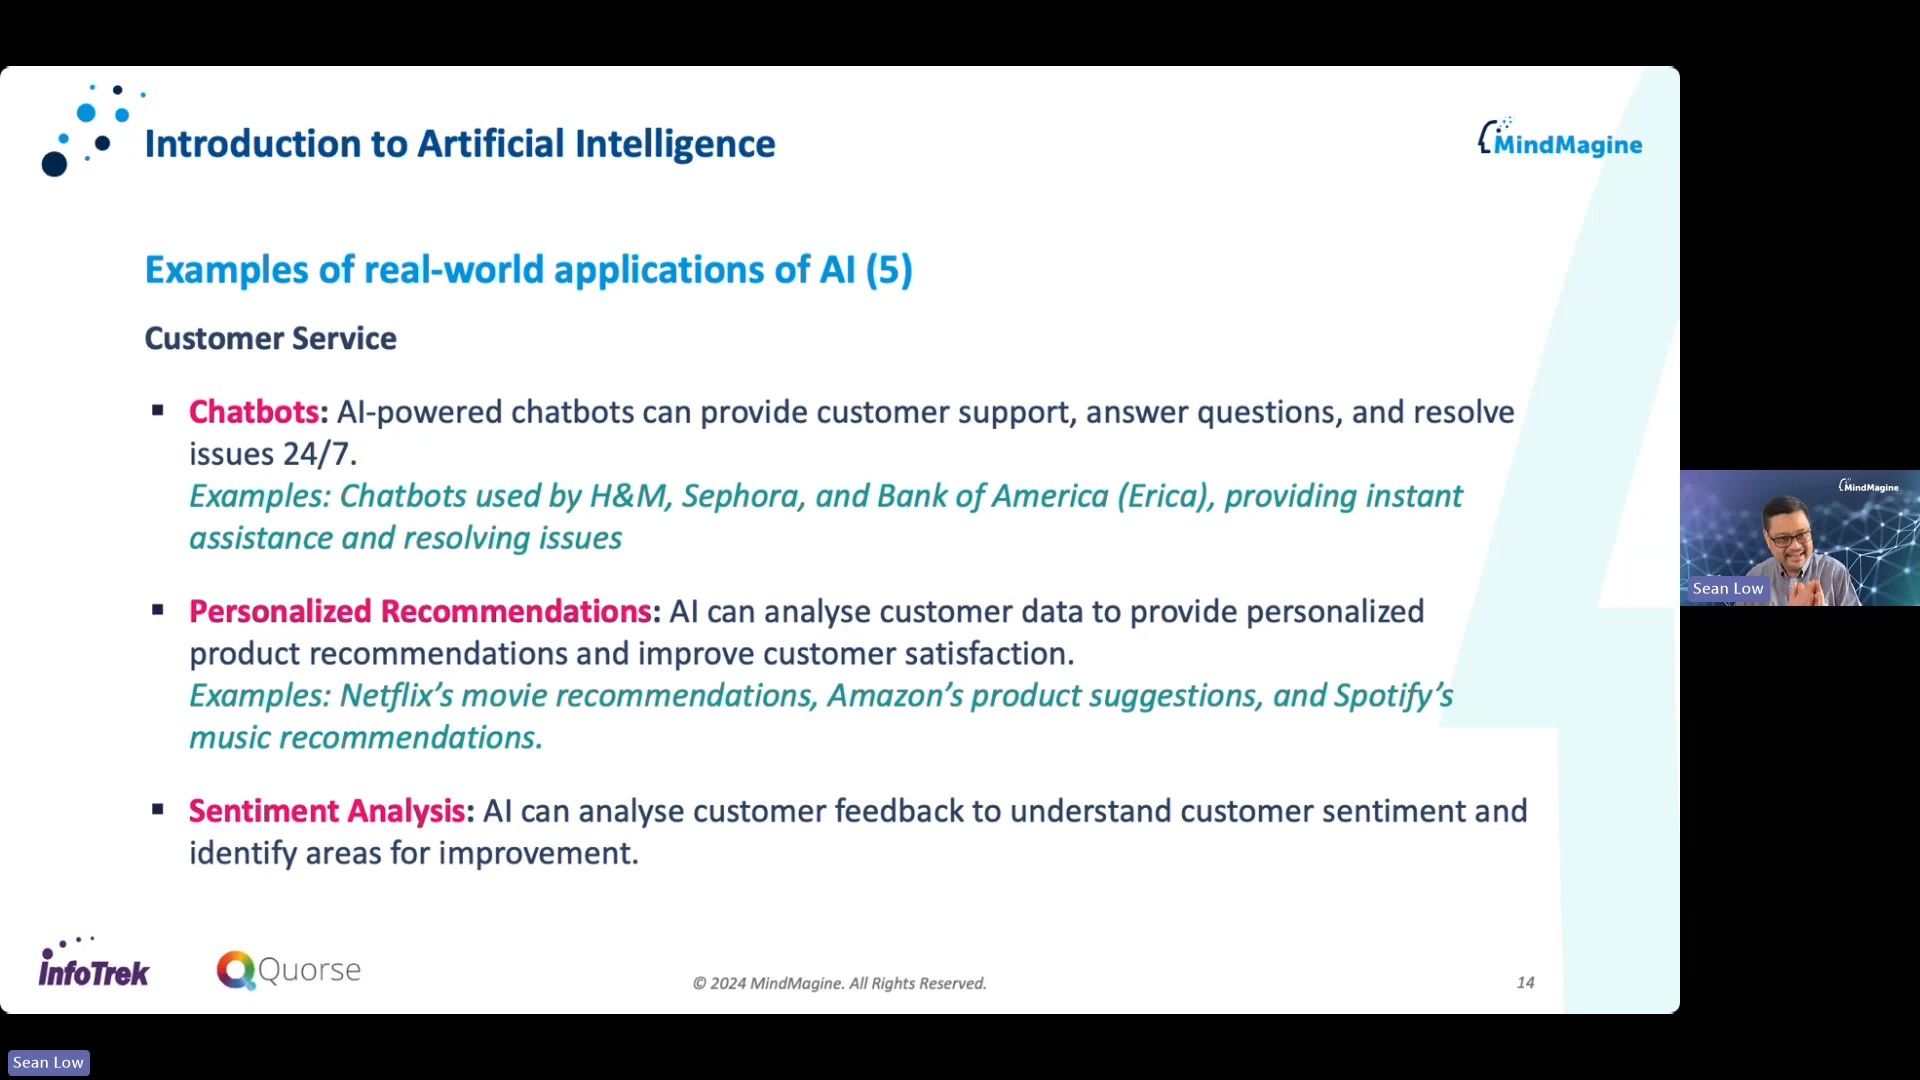 Introduction to Artificial Intelligence
MindMagine
Examples of real-world applications of AI (5)
Customer Service
▪ Chatbots: AI-powered chatbots can provide customer support, answer questions, and resolve
issues 24/7.
Examples: Chatbots used by H&M, Sephora, and Bank of America (Erica), providing instant
assistance and resolving issues
▪ Personalized Recommendations: AI can analyse customer data to provide personalized
product recommendations and improve customer satisfaction.
Examples: Netflix’s movie recommendations, Amazon’s product suggestions, and Spotify’s
music recommendations.
▪ Sentiment Analysis: AI can analyse customer feedback to understand customer sentiment and
identify areas for improvement.
InfoTrek
Quorse
© 2024 MindMagine. All Rights Reserved.
14
MindMagine
Sean Low
Sean Low